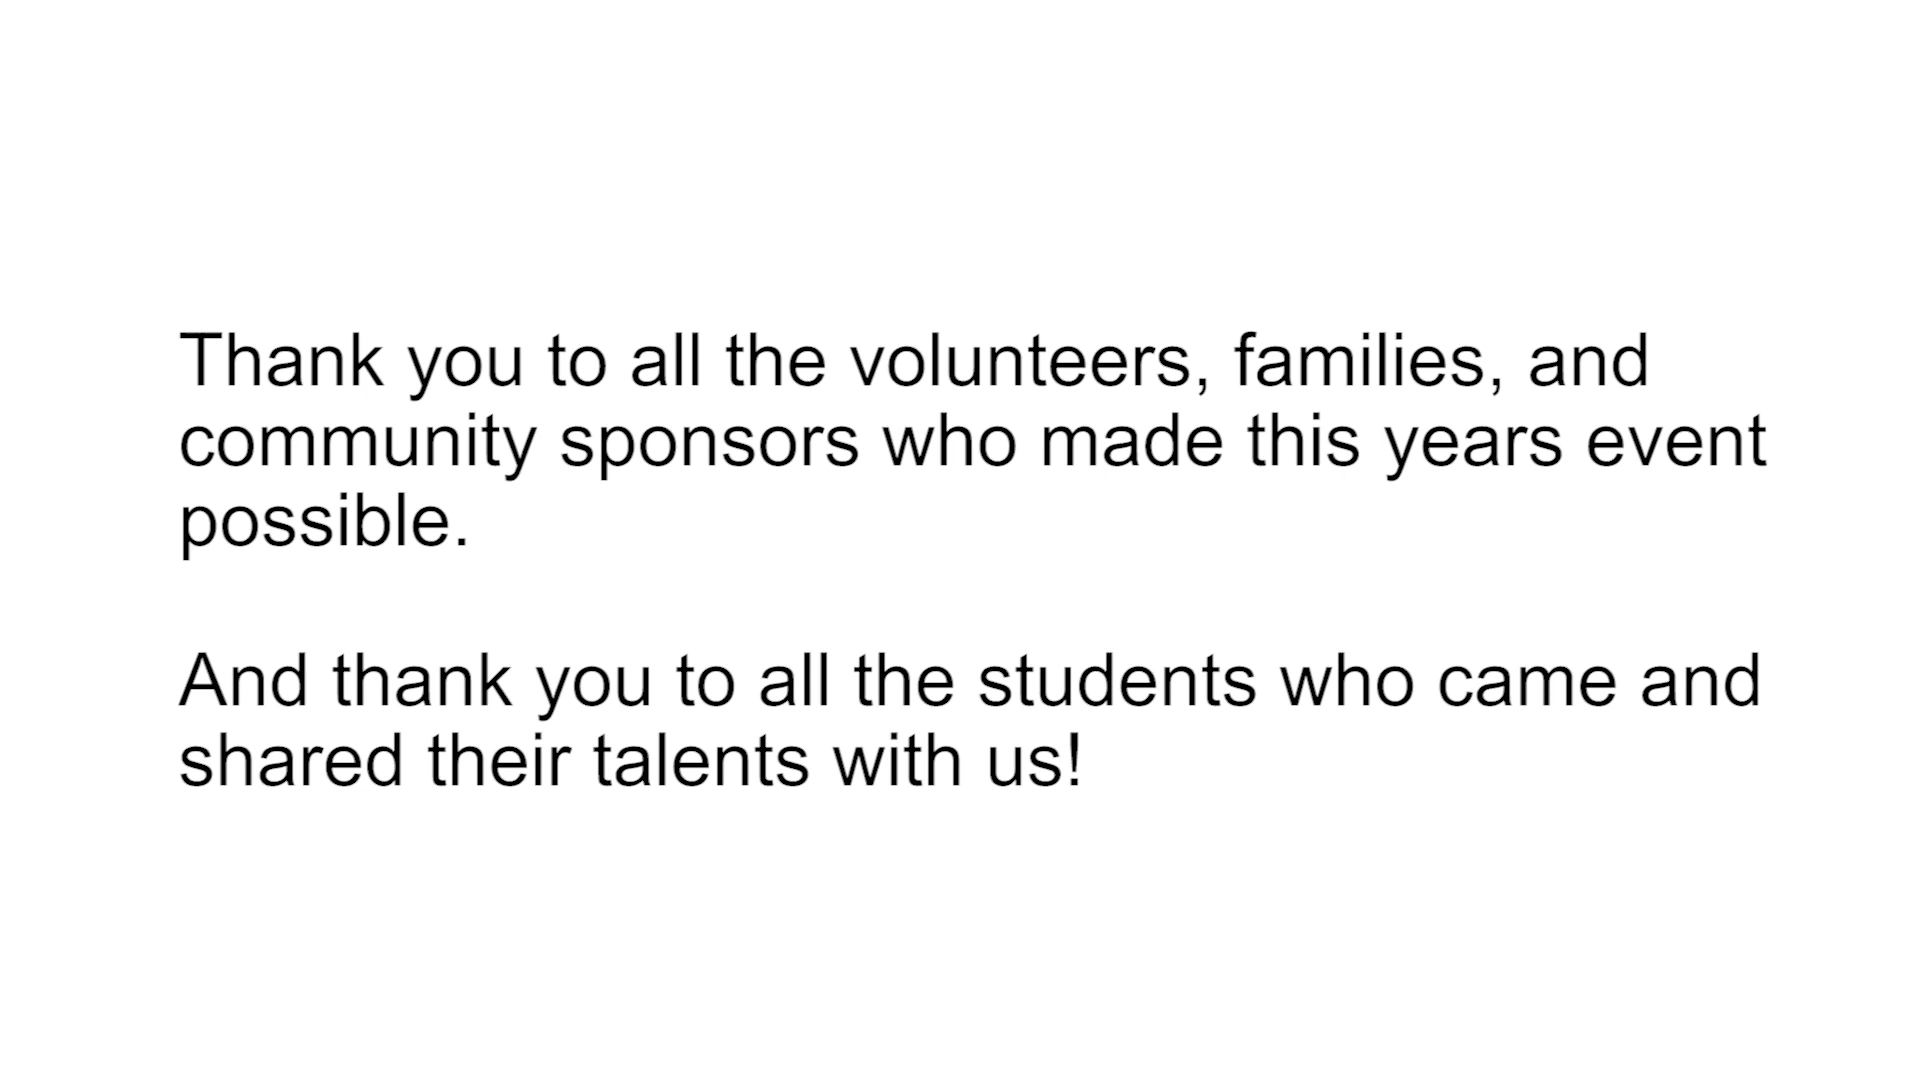 Thank you to all the volunteers, families, and
community sponsors who made this years event
possible.
And thank you to all the students who came and
shared their talents with us!